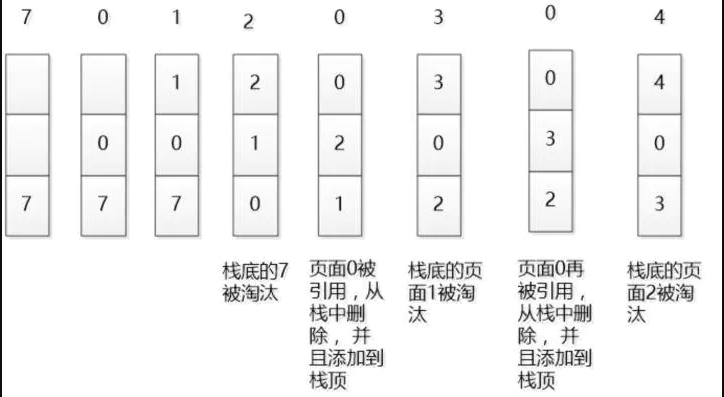 7 0 1 2 0 3 0 4
1 2 0 3 0 4
0 0 1 2 0 3 0
7 7 7 0 1 2 2 3
栈底的7
被淘汰
页面0被
引用，从
栈中删
除，并
且添加到
栈顶
栈底的页
面1被淘
汰
页面0再
被引用，
从栈中删
除，并
且添加到
栈顶
栈底的页
面2被淘
汰